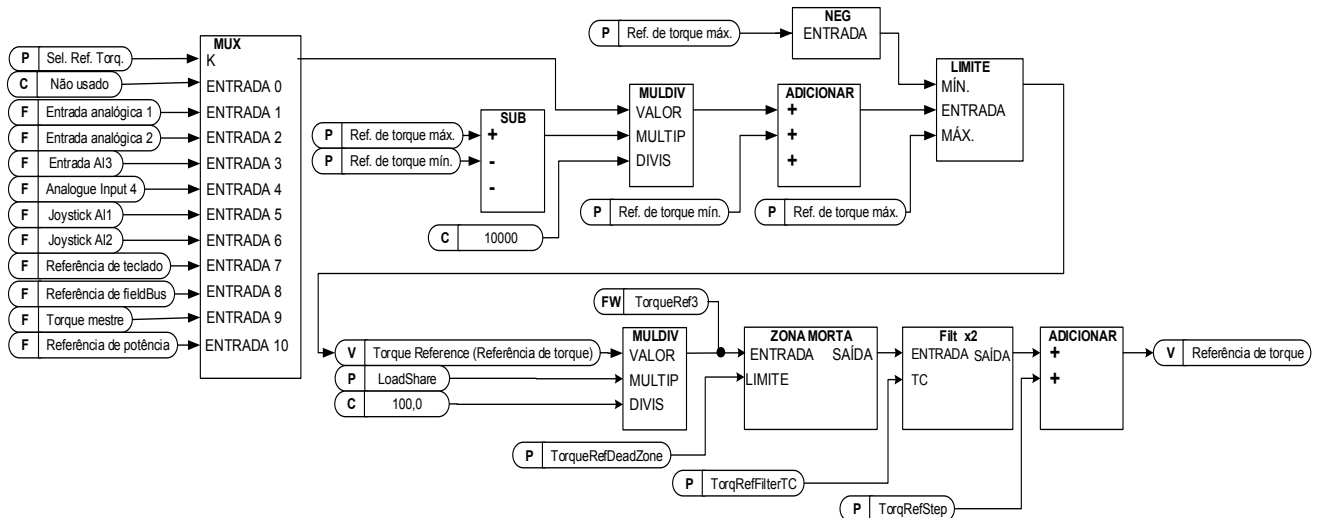 MUX
K
P Sel. Ref. Torq.
C Não usado
ENTRADA 0
F Entrada analógica 1
ENTRADA 1
F Entrada analógica 2
ENTRADA 2
F Entrada AI3
ENTRADA 3
F Analogue Input 4
ENTRADA 4
F Joystick AI1
ENTRADA 5
F Joystick AI2
ENTRADA 6
F Referência de teclado
ENTRADA 7
F Referência de fieldBus
ENTRADA 8
F Torque mestre
ENTRADA 9
F Referência de potência
ENTRADA 10
P Ref. de torque máx.
P Ref. de torque mín.
SUB
+
-
-
C 10000
MULDIV
VALOR
MULTIP
DIVIS
P Ref. de torque mín.
ADICIONAR
+
+
+
P Ref. de torque máx.
NEG
ENTRADA
P Ref. de torque máx.
LIMITE
MÍN.
ENTRADA
MÁX.
V Torque Reference (Referência de torque)
P LoadShare
C 100,0
MULDIV
VALOR
MULTIP
DIVIS
FW TorqueRef3
P TorqueRefDeadZone
ZONA MORTA
ENTRADA SAÍDA
LIMITE
P TorqRefFilterTC
Filt x2
ENTRADA SAÍDA
TC
P TorqRefStep
ADICIONAR
+
+
V Referência de torque